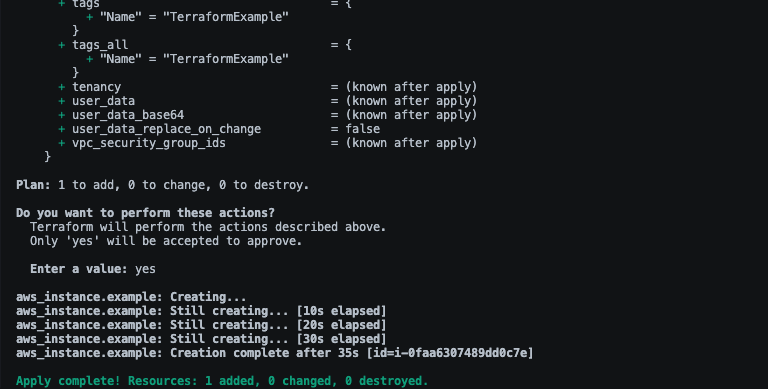 + tags = {
+ "Name" = "TerraformExample"
}
+ tags_all = {
+ "Name" = "TerraformExample"
}
+ tenancy = (known after apply)
+ user_data = (known after apply)
+ user_data_base64 = (known after apply)
+ user_data_replace_on_change = false
+ vpc_security_group_ids = (known after apply)
}
Plan: 1 to add, 0 to change, 0 to destroy.
Do you want to perform these actions?
Terraform will perform the actions described above.
Only 'yes' will be accepted to approve.
Enter a value: yes
aws_instance.example: Creating...
aws_instance.example: Still creating... [10s elapsed]
aws_instance.example: Still creating... [20s elapsed]
aws_instance.example: Still creating... [30s elapsed]
aws_instance.example: Creation complete after 35s [id=i-0faa6307489dd0c7e]
Apply complete! Resources: 1 added, 0 changed, 0 destroyed.